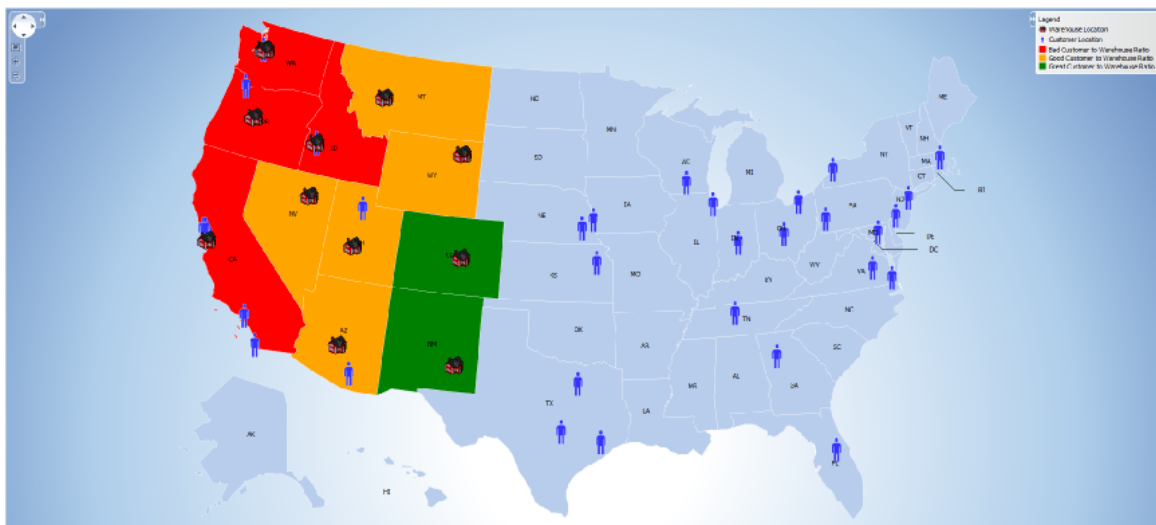 Legend
Warehouse Location
Customer Location
Bad Customer to Warehouse Ratio
Good Customer to Warehouse Ratio
Great Customer to Warehouse Ratio
WA
MT
ND
MN
ME
VT
NH
NY
MA
CT
RI
ID
SD
WY
MI
IA
NE
PA
NJ
NV
IL
MD
DE
DC
CA
KS
MO
WV
VA
KY
NC
TN
AZ
OK
AR
SC
NM
MS
AL
GA
TX
LA
FL
AK
HI